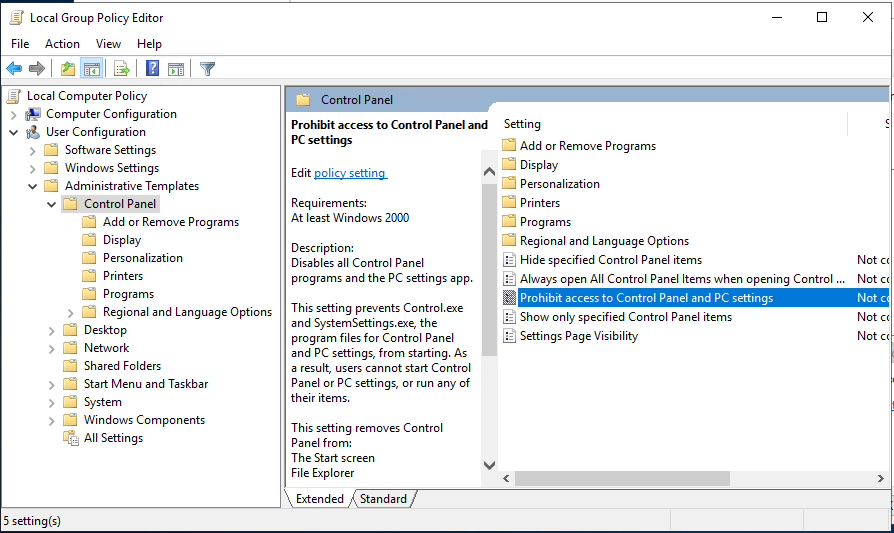 Local Group Policy Editor
File Action View Help
Local Computer Policy
Computer Configuration
User Configuration
Software Settings
Windows Settings
Administrative Templates
Control Panel
Add or Remove Programs
Display
Personalization
Printers
Programs
Regional and Language Options
Desktop
Network
Shared Folders
Start Menu and Taskbar
System
Windows Components
All Settings
Control Panel
Prohibit access to Control Panel and
PC settings
Edit policy setting
Requirements:
At least Windows 2000
Description:
Disables all Control Panel
programs and the PC settings app.
This setting prevents Control.exe
and SystemSettings.exe, the
program files for Control Panel
and PC settings, from starting. As
a result, users cannot start Control
Panel or PC settings, or run any of
their items.
This setting removes Control
Panel from:
The Start screen
File Explorer
Setting
Add or Remove Programs
Display
Personalization
Printers
Programs
Regional and Language Options
Hide specified Control Panel items Not co
Always open All Control Panel Items when opening Control ... Not co
Prohibit access to Control Panel and PC settings Not co
Show only specified Control Panel items Not co
Settings Page Visibility Not co
Extended Standard
5 setting(s)